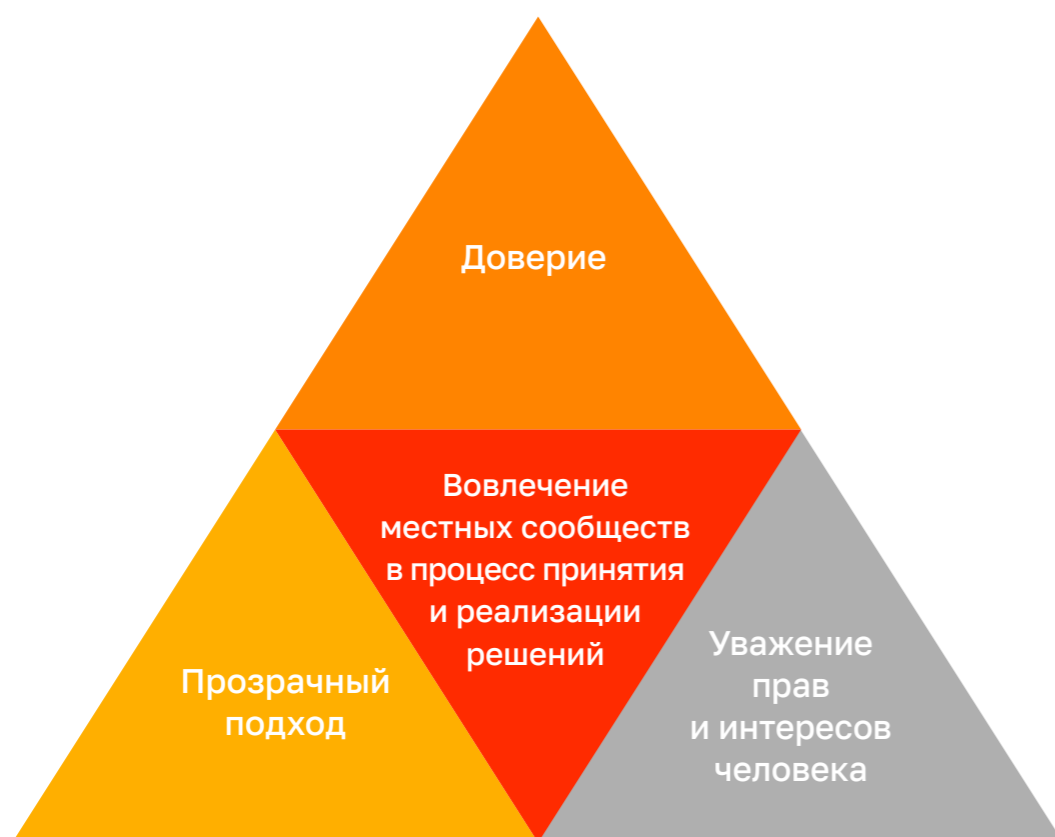 Доверие
Вовлечение
местных сообществ
в процесс принятия
и реализации
решений
Прозрачный
подход
Уважение
прав
и интересов
человека